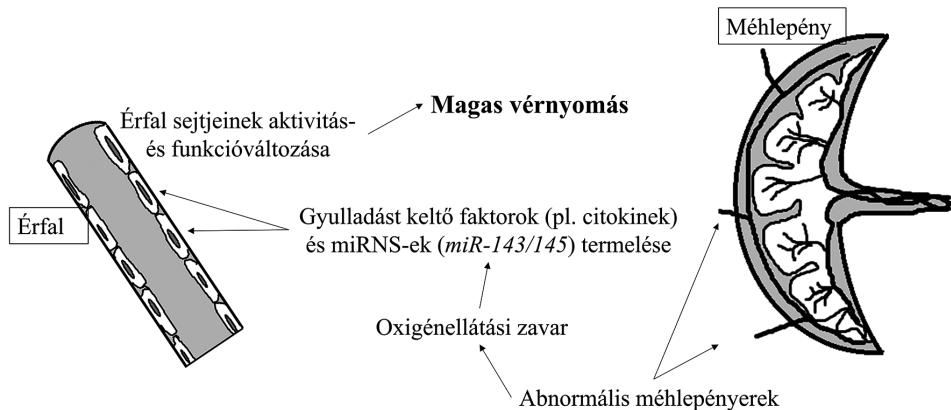 Méhlepény
Magas vérnyomás
Érfal sejtjeinek aktivitás-
és funkcióváltozása
Érfal
Gyulladást keltő faktorok (pl. citokinek)
és miRNS-ek (miR-143/145) termelése
Oxigénellátási zavar
Abnormális méhlepényerek